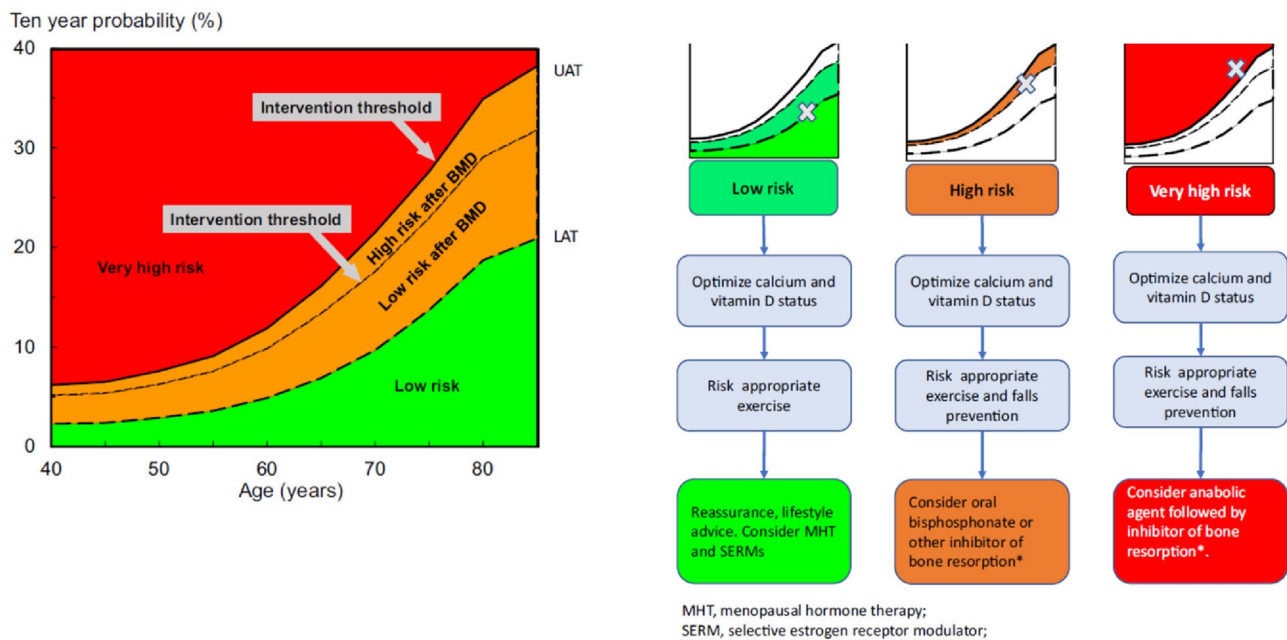 Ten year probability (%)
40
30
20
10
0
40
50
60
70
80
Age (years)
UAT
LAT
Intervention threshold
Intervention threshold
Very high risk
High risk after BMD
Low risk after BMD
Low risk
Low risk
Optimize calcium and
vitamin D status
Risk appropriate
exercise
Reassurance, lifestyle
advice. Consider MHT
and SERMs
High risk
Optimize calcium and
vitamin D status
Risk appropriate
exercise and falls
prevention
Consider oral
bisphosphonate or
other inhibitor of
bone resorption*
Very high risk
Optimize calcium and
vitamin D status
Risk appropriate
exercise and falls
prevention
Consider anabolic
agent followed by
inhibitor of bone
resorption*.
MHT, menopausal hormone therapy;
SERM, selective estrogen receptor modulator;